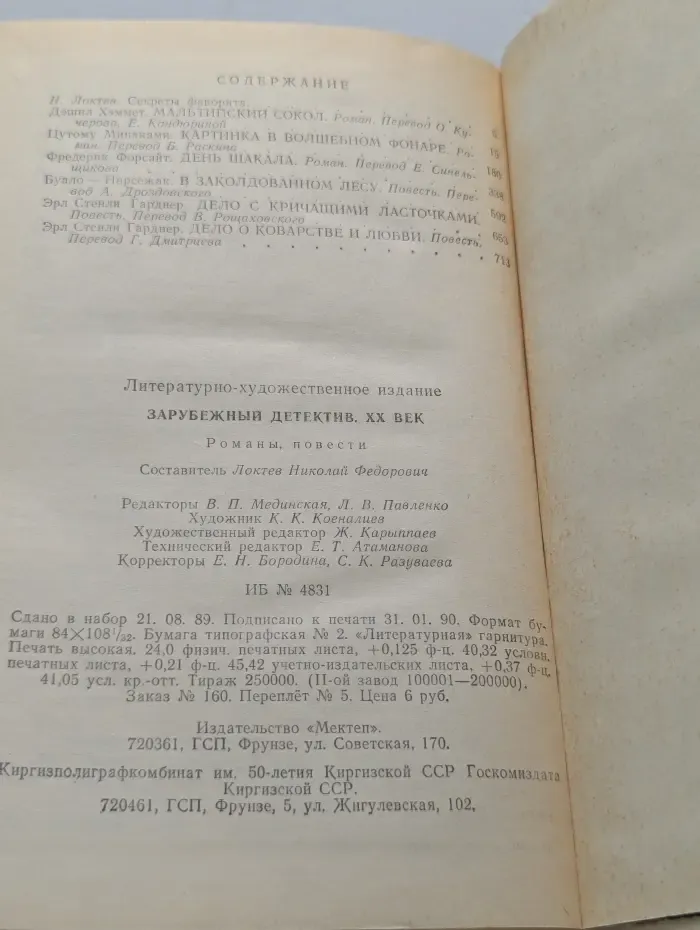 СОДЕРЖАНИЕ
Н. Локтев. Секреты фаворита
Дэшил Хэммет. МАЛЬТИЙСКИЙ СОКОЛ. Роман. Перевод О. Ку-
черова, Е. Кондюриной
Цутому Минаками. КАРТИНКА В ВОЛШЕБНОМ ФОНАРЕ. Ро-
ман. Перевод Б. Раскина
Фредерик Форсайт. ДЕНЬ ШАКАЛА. Роман. Перевод Е. Синель-
щикова
Буало — Нарсежак. В ЗАКОЛДОВАННОМ ЛЕСУ. Повесть. Пере-
вод А. Дроздовского
Эрл Стенли Гарднер. ДЕЛО С КРИЧАЩИМИ ЛАСТОЧКАМИ.
Повесть. Перевод В. Рощаховского
Эрл Стенли Гарднер. ДЕЛО О КОВАРСТВЕ И ЛЮБВИ. Повесть.
Перевод Г. Дмитриева . . . . . . . . . . . 713
Литературно-художественное издание
ЗАРУБЕЖНЫЙ ДЕТЕКТИВ. XX ВЕК
Романы, повести
Составитель Локтев Николай Федорович
Редакторы В. П. Мединская, Л. В. Павленко
Художник К. К. Коеналиев
Художественный редактор Ж. Карыппаев
Технический редактор Е. Т. Атаманова
Корректоры Е. Н. Бородина, С. К. Разуваева
ИБ № 4831
Сдано в набор 21. 08. 89. Подписано к печати 31. 01. 90. Формат бу-
маги 84×108¹/₃₂. Бумага типографская № 2. «Литературная» гарнитура.
Печать высокая. 24,0 физич. печатных листа, +0,125 ф-ц. 40,32 условн.
печатных листа, +0,21 ф-ц. 45,42 учетно-издательских листа, +0,37 ф-ц.
41,05 усл. кр.-отт. Тираж 250000. (II-ой завод 100001—200000).
Заказ № 160. Переплёт № 5. Цена 6 руб.
Издательство «Мектеп».
720361, ГСП, Фрунзе, ул. Советская, 170.
Киргизполиграфкомбинат им. 50-летия Киргизской ССР Госкомиздата
Киргизской ССР.
720461, ГСП, Фрунзе, 5, ул. Жигулевская, 102.